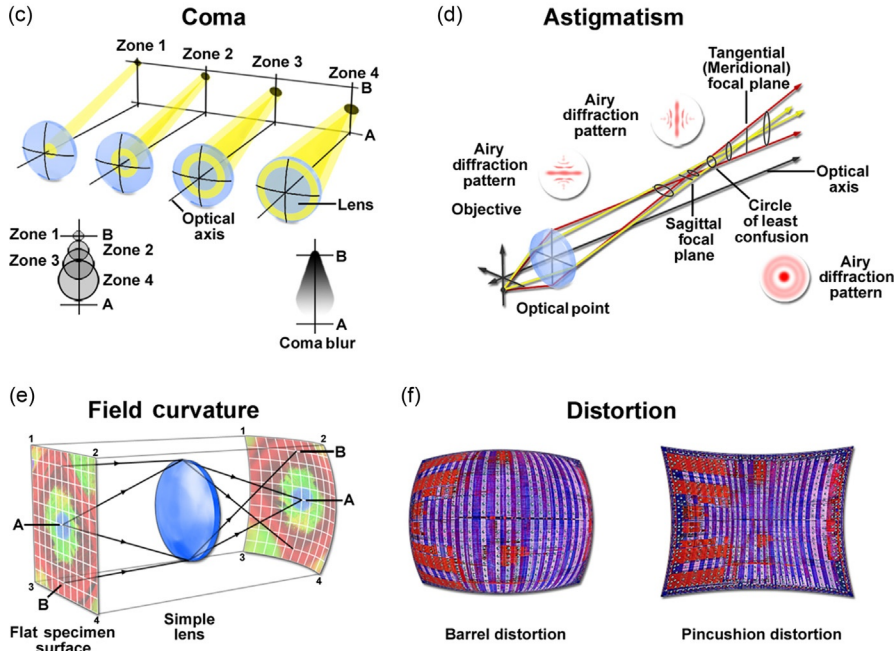 (c)
Coma
Zone 1
Zone 2
Zone 3
Zone 4
B
A
Optical
axis
Lens
Zone 1
B
Zone 2
Zone 3
Zone 4
A
B
A
Coma blur
(d)
Astigmatism
Tangential
(Meridional)
focal plane
Airy
diffraction
pattern
Airy
diffraction
pattern
Objective
Optical
axis
Circle
of least
confusion
Sagittal
focal
plane
Optical point
Airy
diffraction
pattern
(e)
Field curvature
1
2
3
4
A
B
1
2
3
4
B
A
Flat specimen
surface
Simple
lens
(f)
Distortion
Barrel distortion
Pincushion distortion